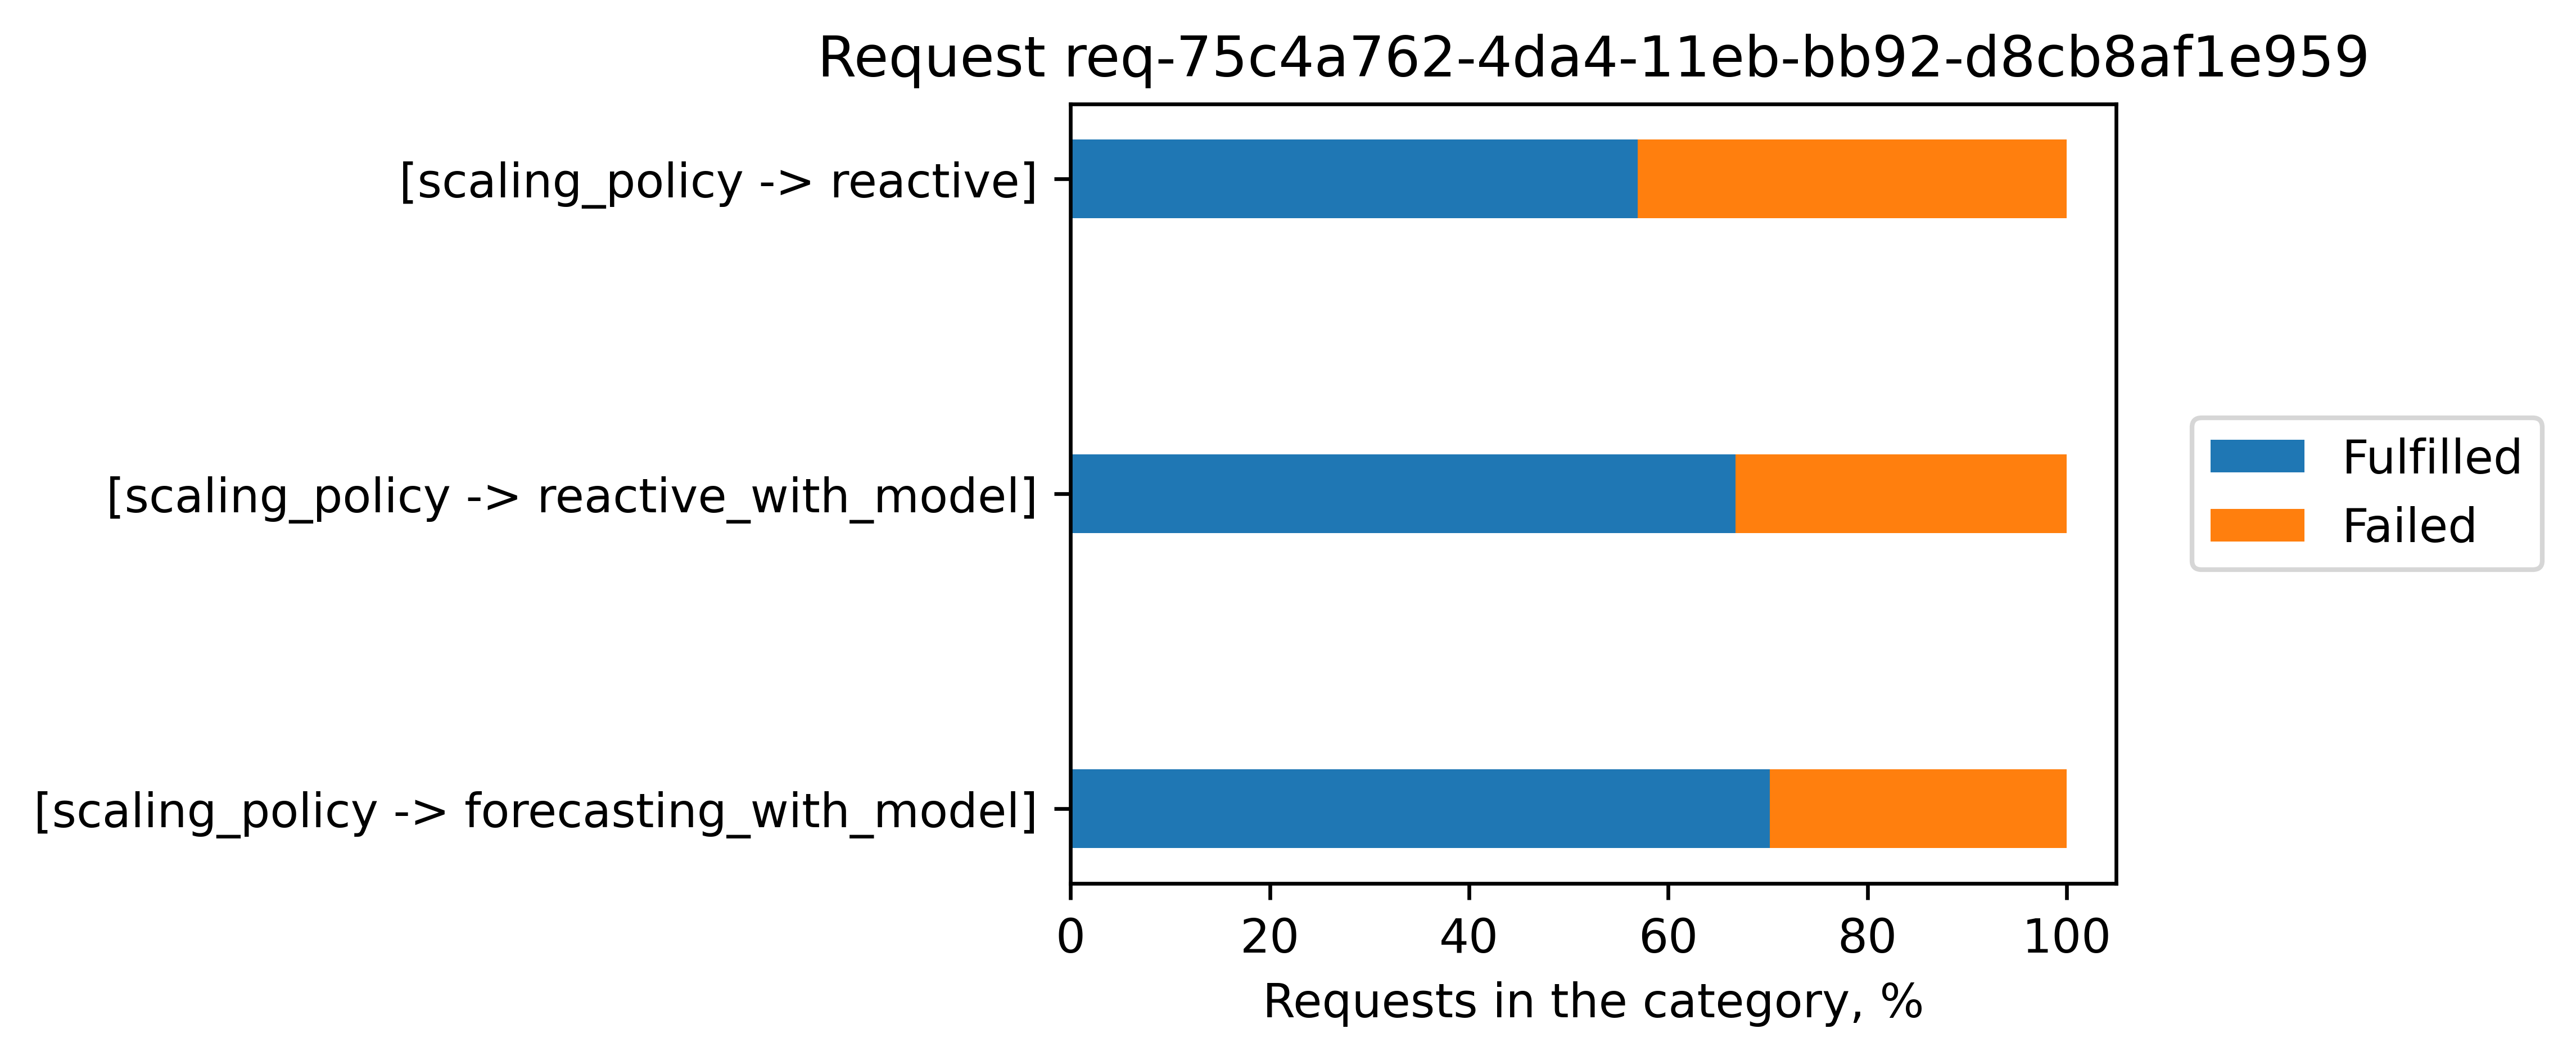 Request req-75c4a762-4da4-11eb-bb92-d8cb8af1e959
[scaling_policy -> reactive]
[scaling_policy -> reactive_with_model]
[scaling_policy -> forecasting_with_model]
Fulfilled
Failed
0 20 40 60 80 100
Requests in the category, %